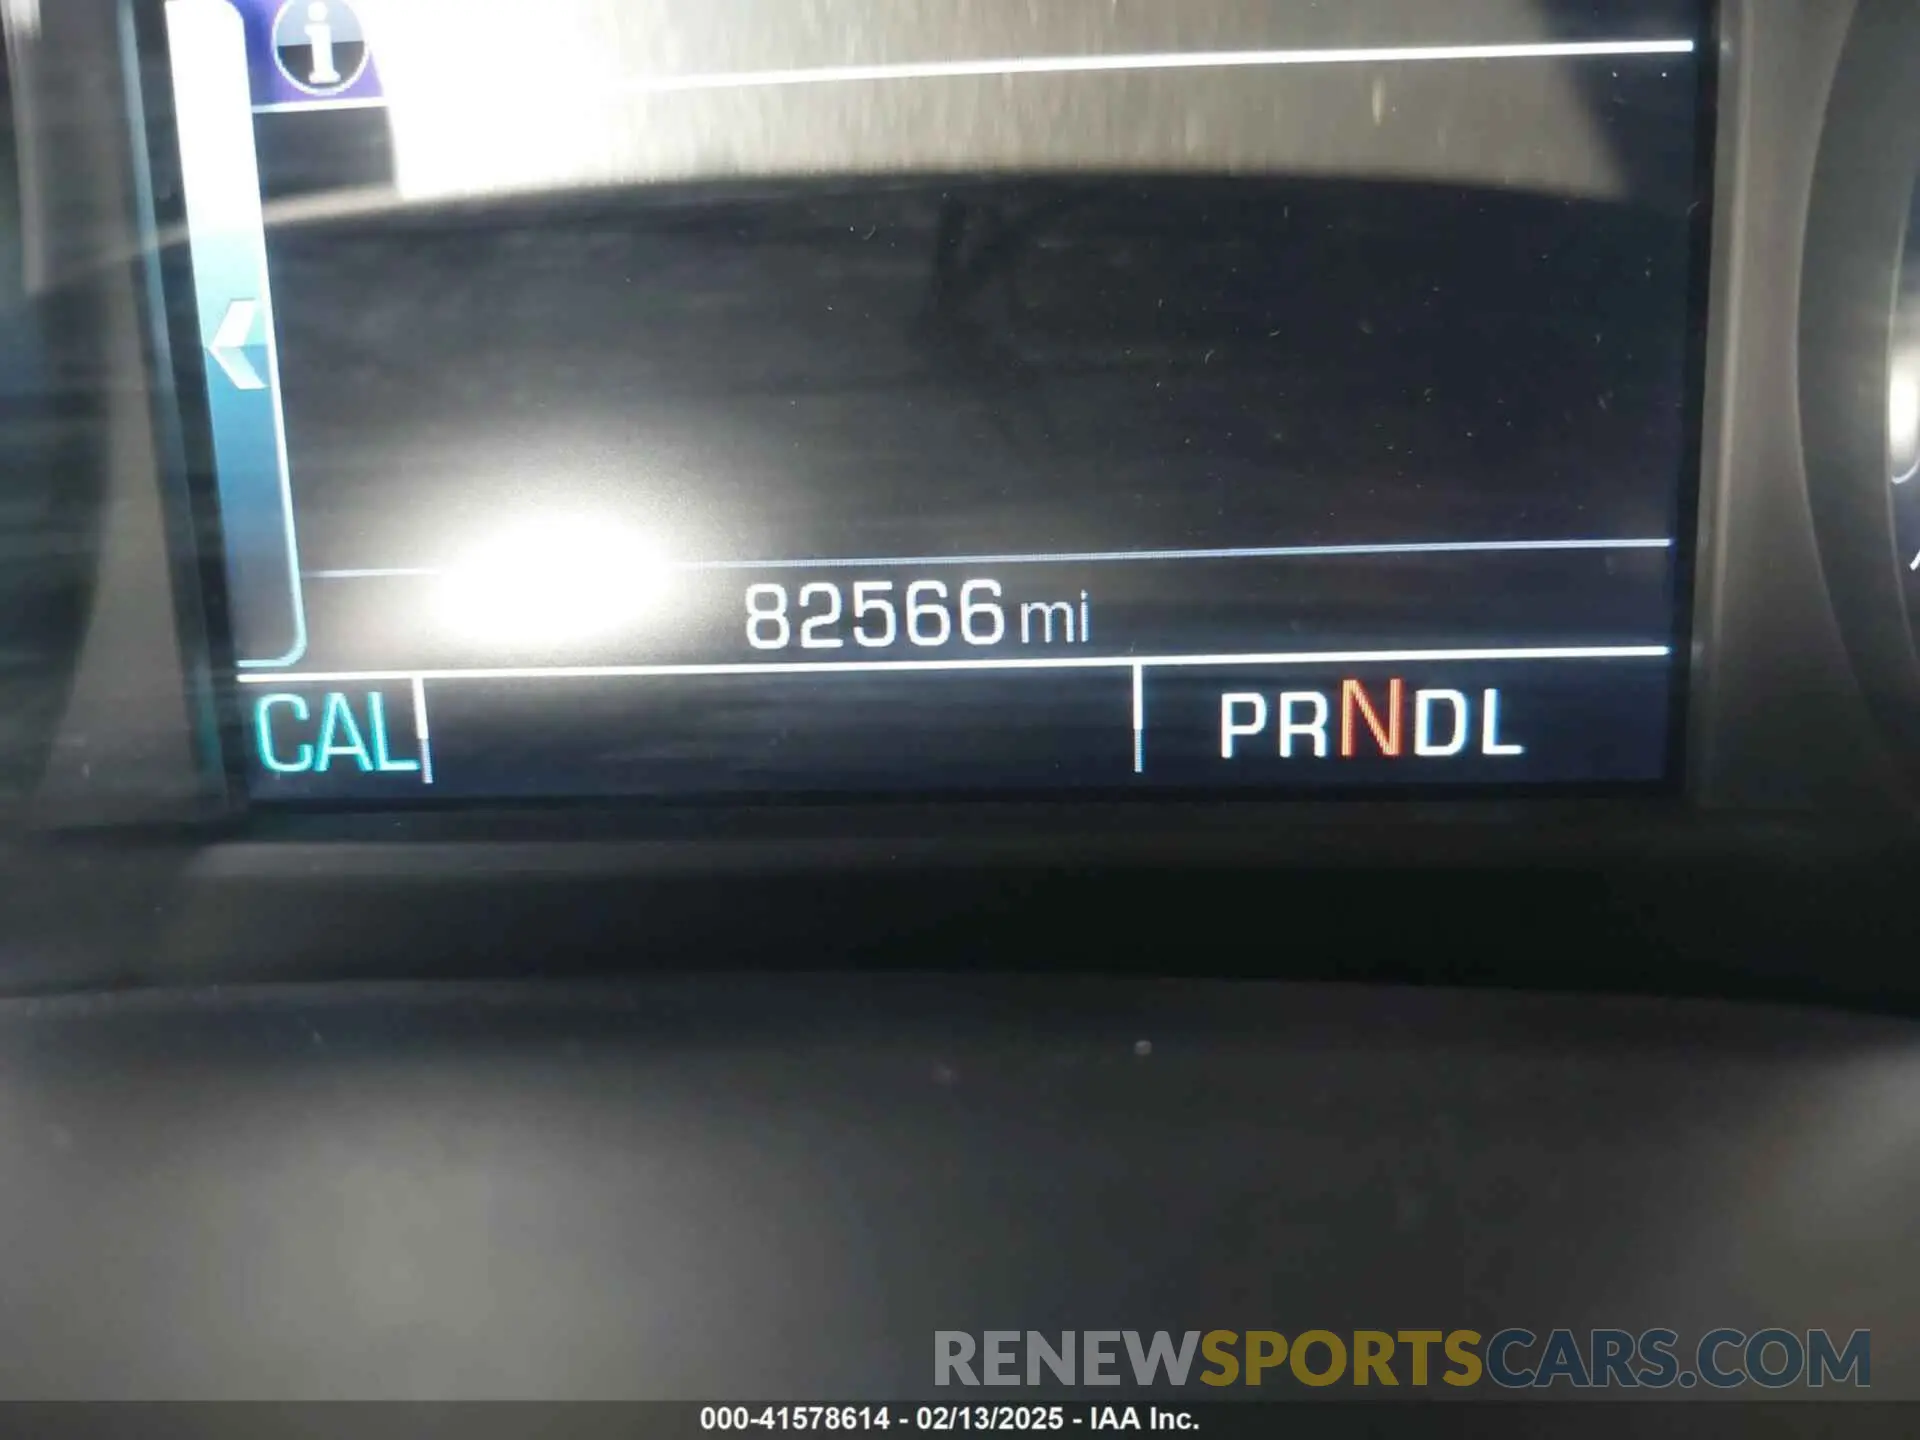 i
82566 mi
CAL PRNDL
RENEWSPORTSCARS.COM
000-41578614 - 02/13/2025 - IAA Inc.